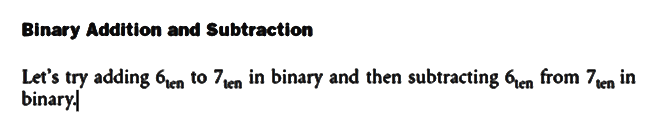 Binary Addition and Subtraction
Let's try adding 6ten to 7ten in binary and then subtracting 6ten from 7ten in
binary.